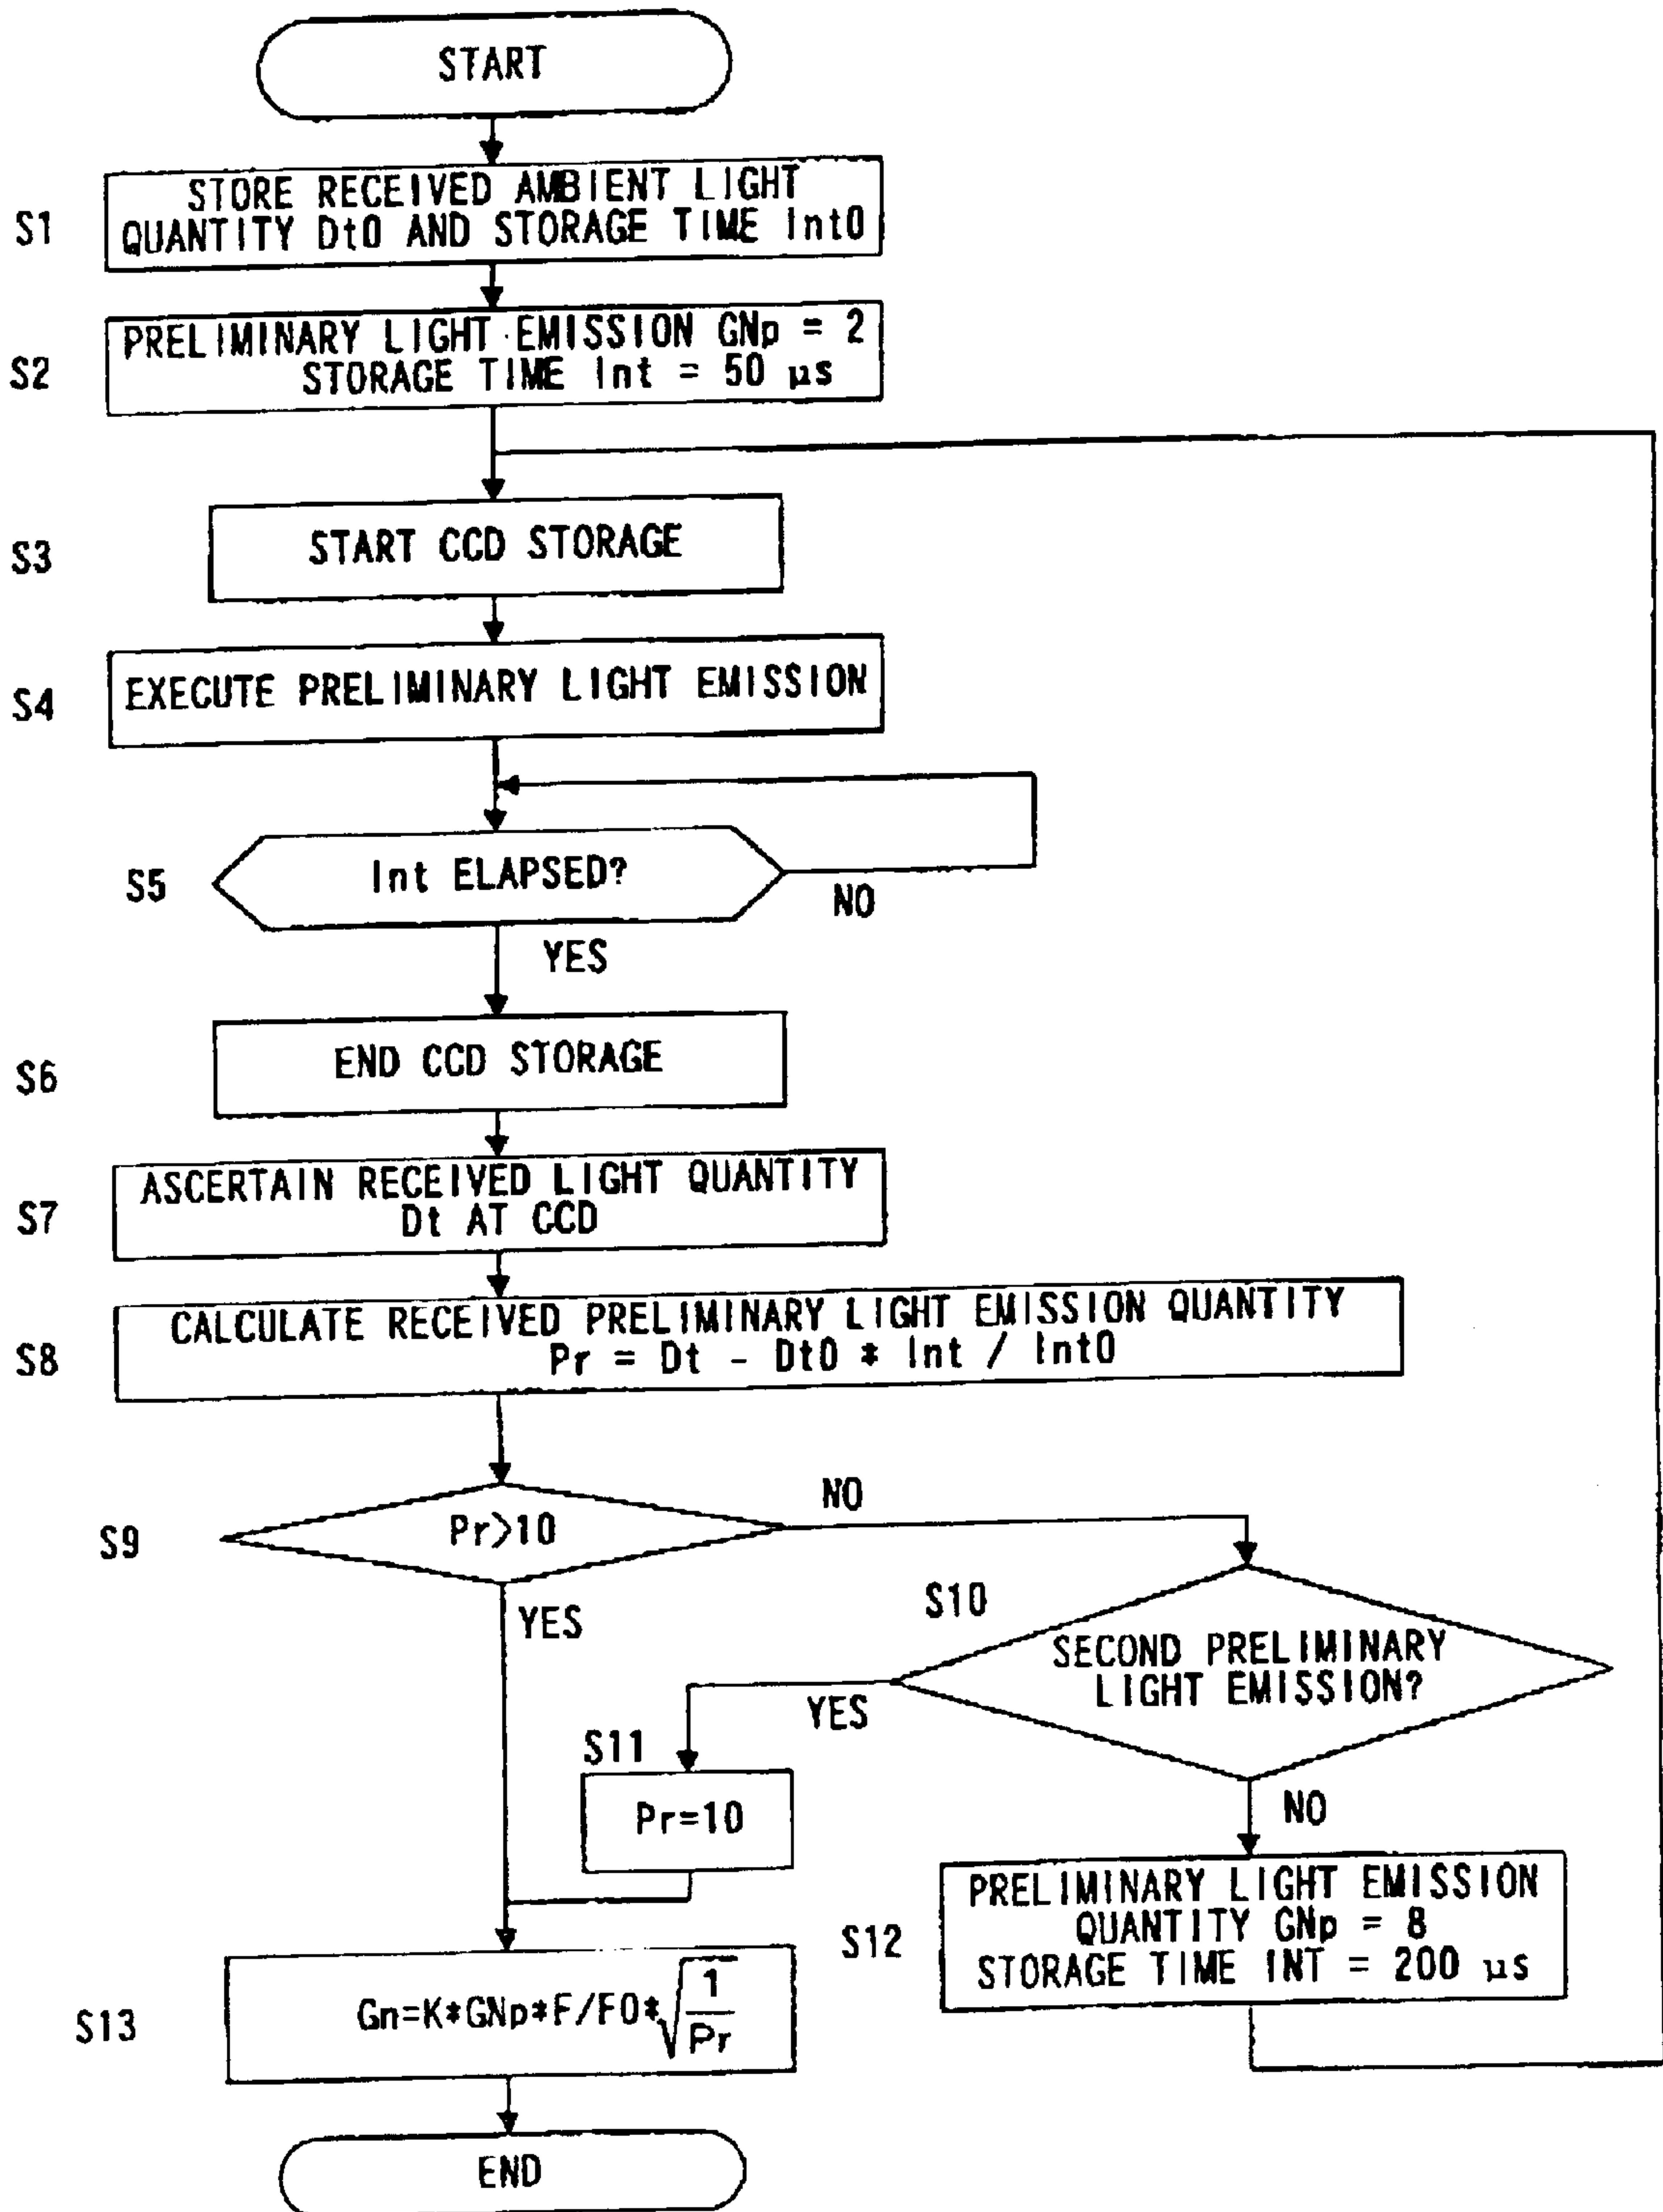 START
S1
STORE RECEIVED AMBIENT LIGHT
QUANTITY Dt0 AND STORAGE TIME Int0
S2
PRELIMINARY LIGHT EMISSION GNp = 2
STORAGE TIME Int = 50 μs
S3
START CCD STORAGE
S4
EXECUTE PRELIMINARY LIGHT EMISSION
S5
Int ELAPSED?
NO
YES
S6
END CCD STORAGE
S7
ASCERTAIN RECEIVED LIGHT QUANTITY
Dt AT CCD
S8
CALCULATE RECEIVED PRELIMINARY LIGHT EMISSION QUANTITY
Pr = Dt - Dt0 * Int / Int0
S9
Pr>10
NO
YES
S10
SECOND PRELIMINARY
LIGHT EMISSION?
YES
NO
S11
Pr=10
S12
PRELIMINARY LIGHT EMISSION
QUANTITY GNp = 8
STORAGE TIME INT = 200 μs
S13
Gn=K*GNp*F/F0*√(1/Pr)
END